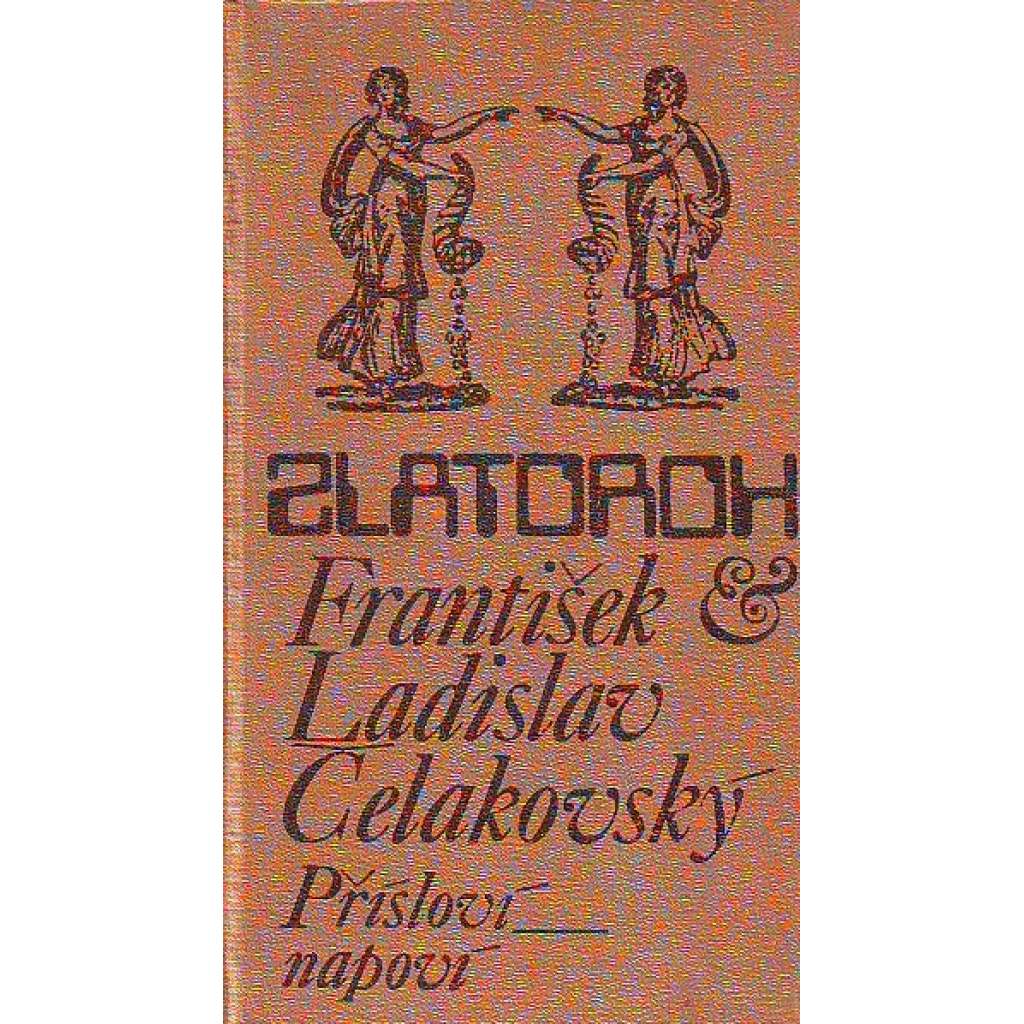 ZLATOROH
František &
Ladislav
Čelakovský
Přísloví
napoví